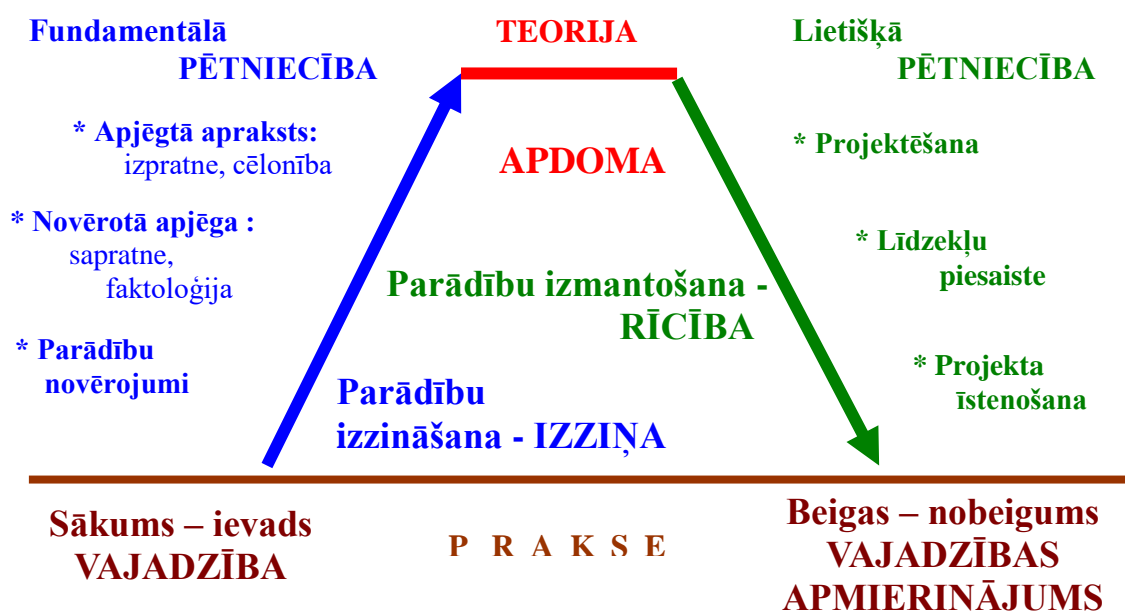 Fundamentālā
PĒTNIECĪBA
* Apjēgtā apraksts:
izpratne, cēlonība
* Novērotā apjēga :
sapratne,
faktoloģija
* Parādību
novērojumi
TEORIJA
APDOMA
Parādību izmantošana -
RĪCĪBA
Parādību
izzināšana - IZZIŅA
Lietišķā
PĒTNIECĪBA
* Projektēšana
* Līdzekļu
piesaiste
* Projekta
īstenošana
Sākums – ievads
VAJADZĪBA
P R A K S E
Beigas – nobeigums
VAJADZĪBAS
APMIERINĀJUMS